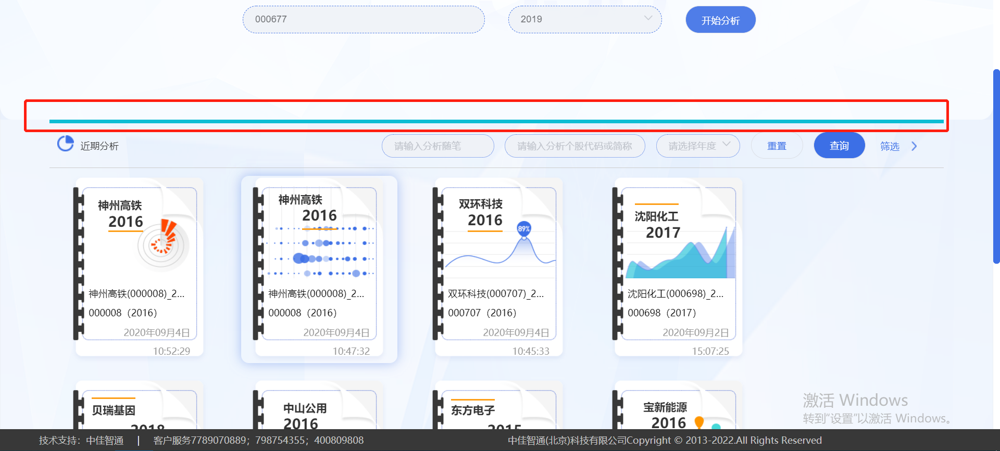 000677
2019
开始分析
近期分析
请输入分析随笔
请输入分析个股代码或简称
请选择年度
重置
查询
筛选
神州高铁
2016
神州高铁(000008)_2...
000008（2016）
2020年09月4日
10:52:29
神州高铁
2016
神州高铁(000008)_2...
000008（2016）
2020年09月4日
10:47:32
双环科技
2016
89%
双环科技(000707)_2...
000707（2016）
2020年09月4日
10:45:33
沈阳化工
2017
沈阳化工(000698)_2...
000698（2017）
2020年09月2日
15:07:25
贝瑞基因
2018
中山公用
2016
东方电子
2015
宝新能源
2016
激活 Windows
转到"设置"以激活 Windows。
技术支持：中佳智通 | 客户服务7789070889；798754355；400809808
中佳智通(北京)科技有限公司Copyright © 2013-2022.All Rights Reserved